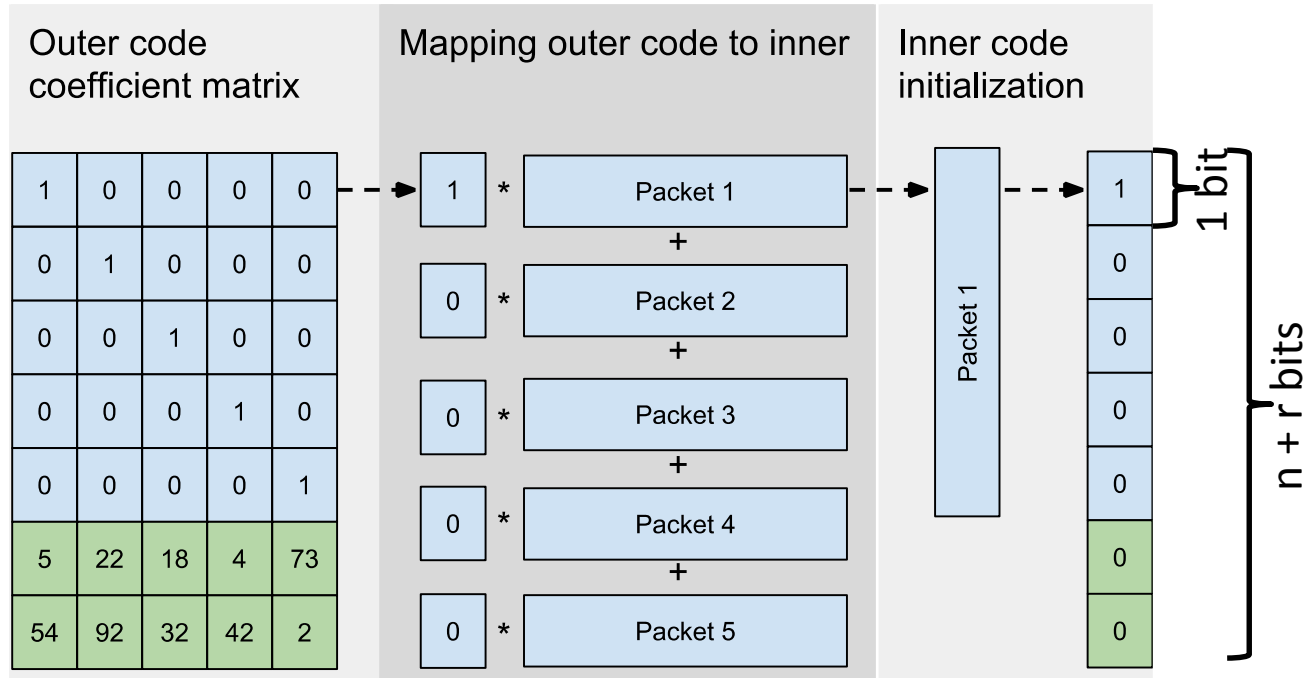 Outer code
coefficient matrix
Mapping outer code to inner
Inner code
initialization
1 0 0 0 0
0 1 0 0 0
0 0 1 0 0
0 0 0 1 0
0 0 0 0 1
5 22 18 4 73
54 92 32 42 2
1 * Packet 1
+
0 * Packet 2
+
0 * Packet 3
+
0 * Packet 4
+
0 * Packet 5
Packet 1
1
0
0
0
0
0
0
1 bit
n + r bits